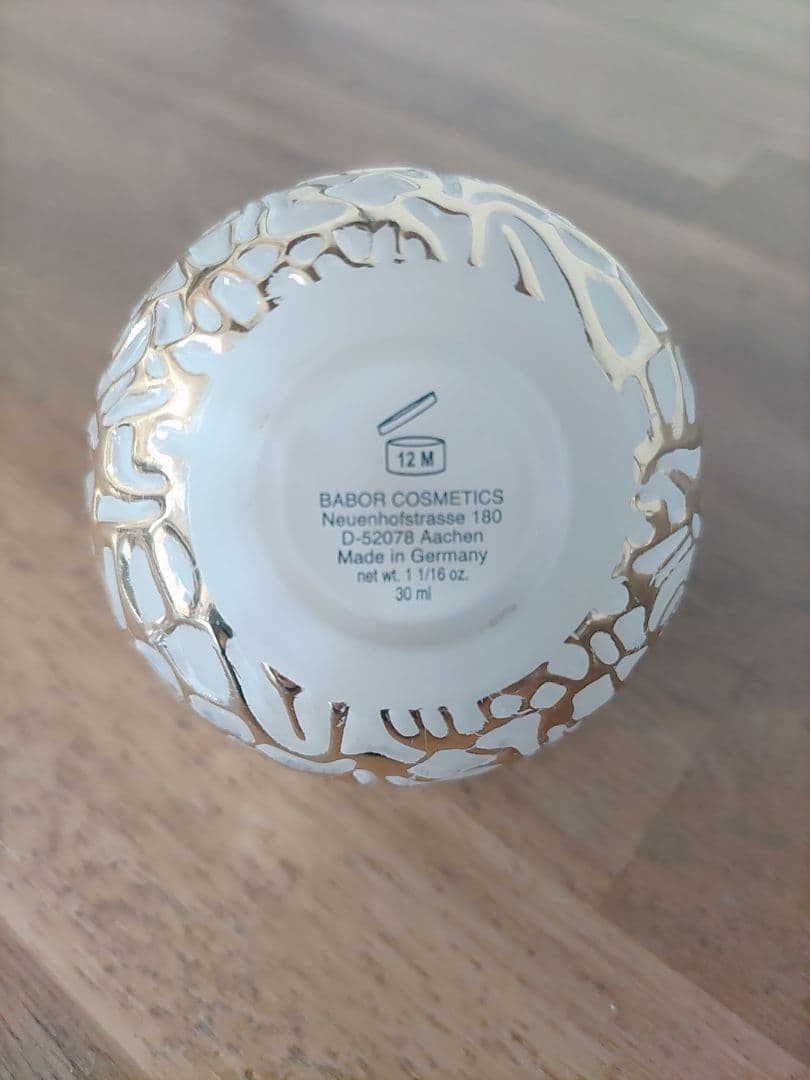 12 M
BABOR COSMETICS
Neuenhofstrasse 180
D-52078 Aachen
Made in Germany
net wt. 1 1/16 oz.
30 ml